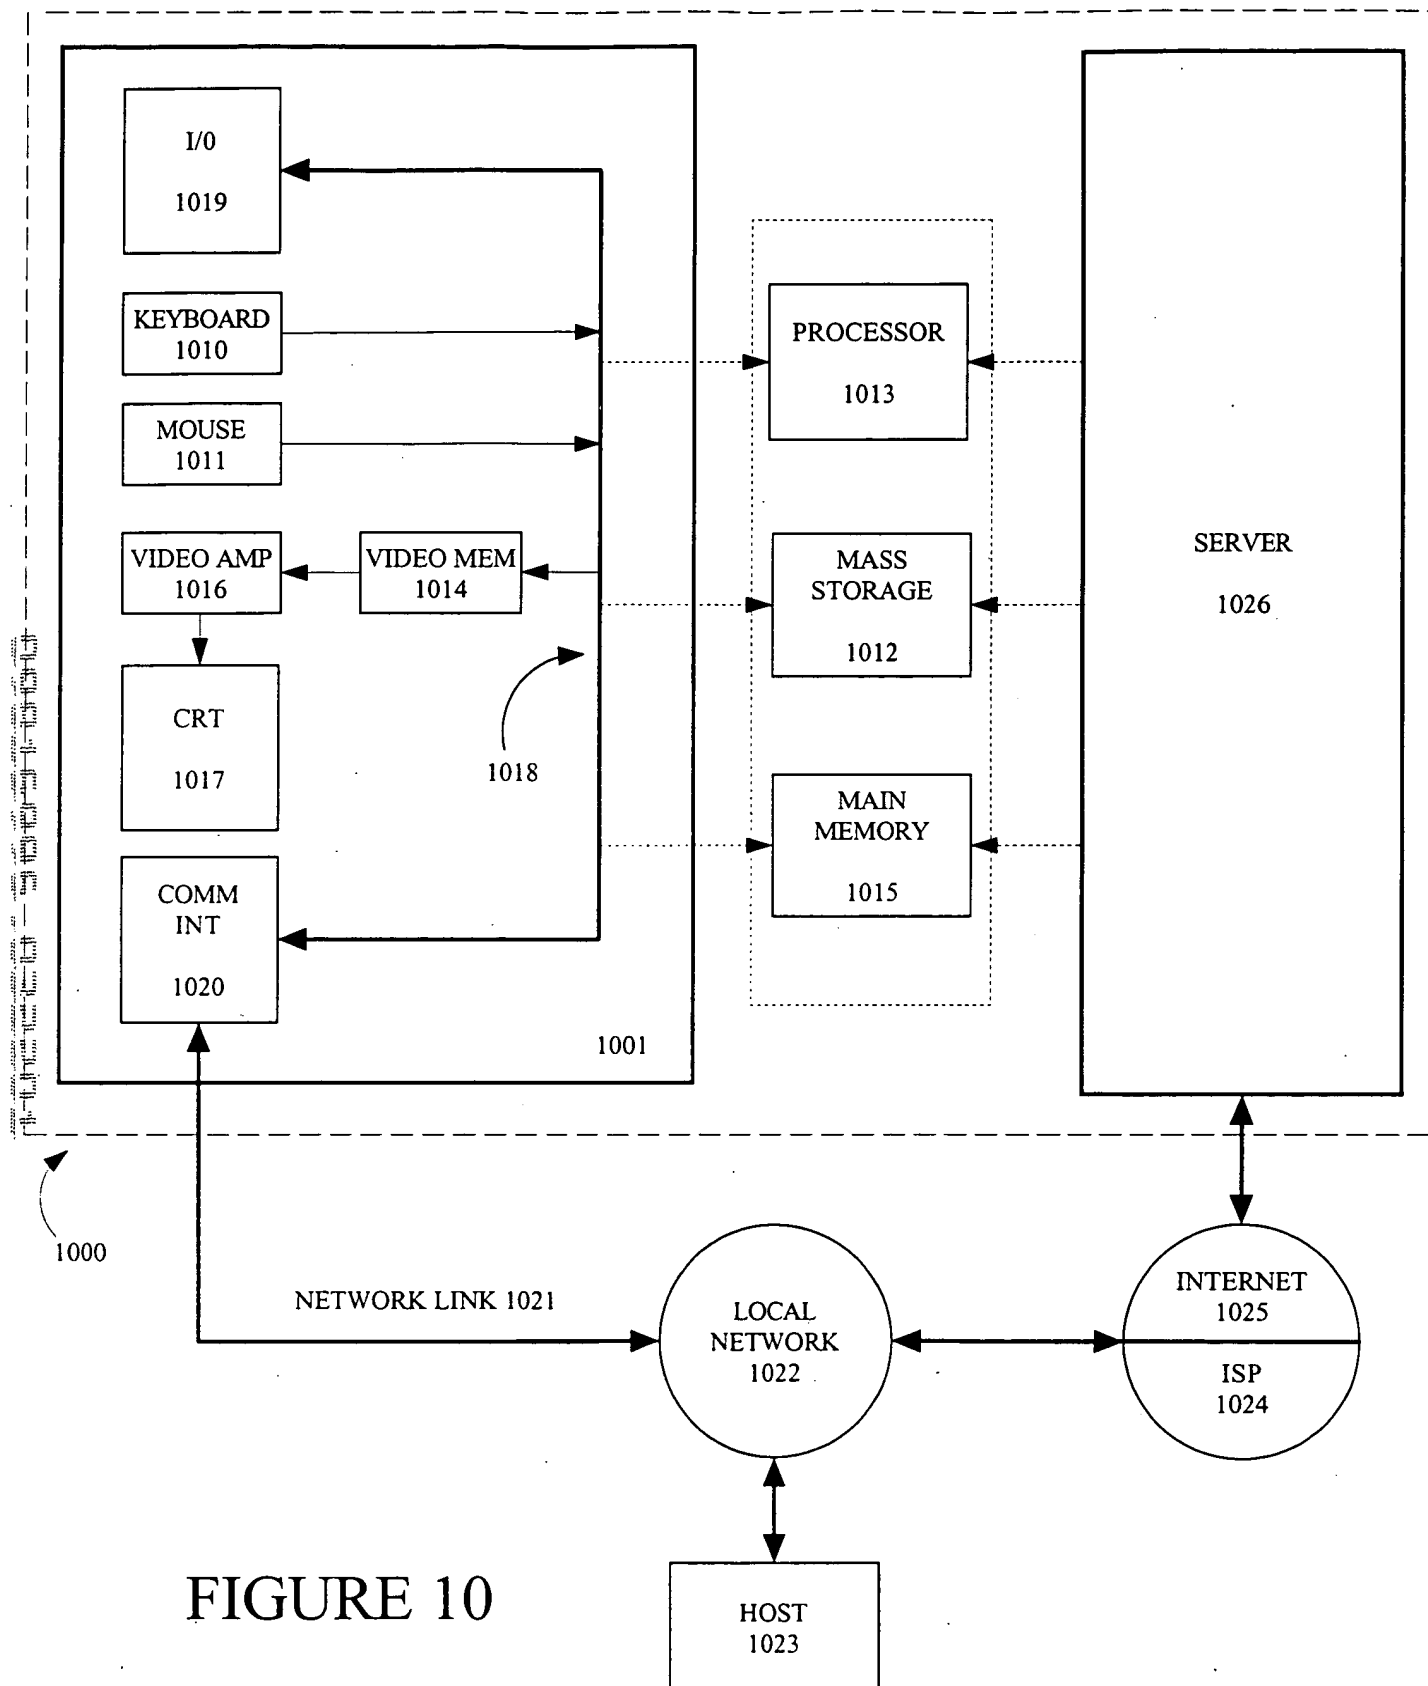 I/0
1019
KEYBOARD
1010
MOUSE
1011
VIDEO AMP
1016
VIDEO MEM
1014
CRT
1017
1018
COMM
INT
1020
1001
PROCESSOR
1013
MASS
STORAGE
1012
MAIN
MEMORY
1015
SERVER
1026
1000
NETWORK LINK 1021
LOCAL
NETWORK
1022
INTERNET
1025
ISP
1024
HOST
1023
FIGURE 10